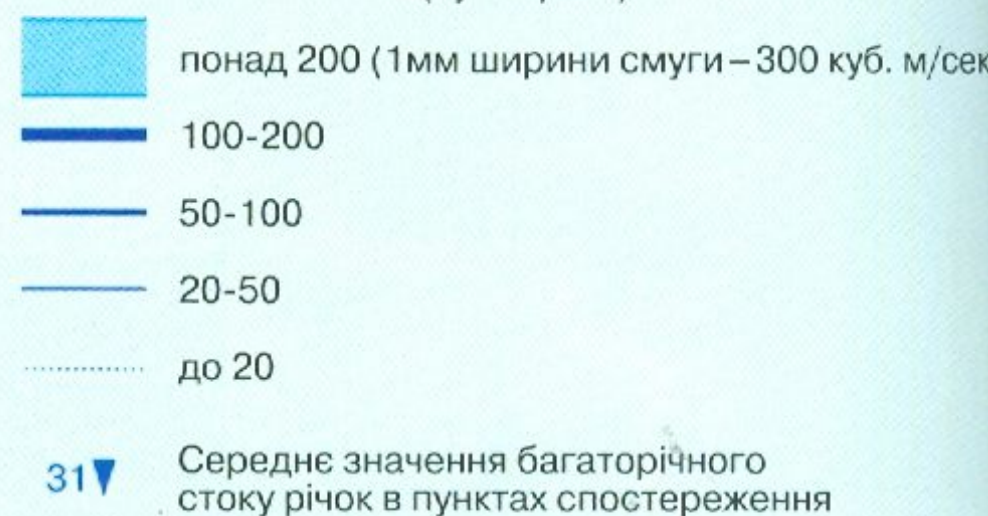 понад 200 (1мм ширини смуги–300 куб. м/сек
100-200
50-100
20-50
до 20
31
Середнє значення багаторічного
стоку річок в пунктах спостереження